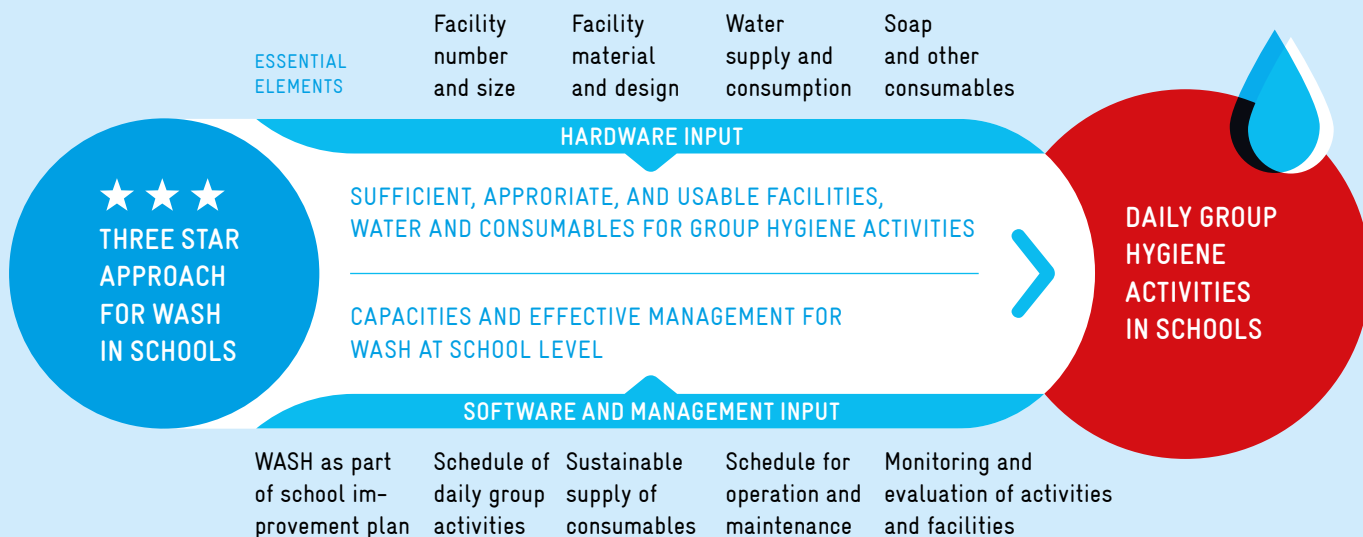 ESSENTIAL
ELEMENTS
Facility
number
and size
Facility
material
and design
Water
supply and
consumption
Soap
and other
consumables
HARDWARE INPUT
THREE STAR
APPROACH
FOR WASH
IN SCHOOLS
SUFFICIENT, APPRORIATE, AND USABLE FACILITIES,
WATER AND CONSUMABLES FOR GROUP HYGIENE ACTIVITIES
CAPACITIES AND EFFECTIVE MANAGEMENT FOR
WASH AT SCHOOL LEVEL
DAILY GROUP
HYGIENE
ACTIVITIES
IN SCHOOLS
SOFTWARE AND MANAGEMENT INPUT
WASH as part
of school im-
provement plan
Schedule of
daily group
activities
Sustainable
supply of
consumables
Schedule for
operation and
maintenance
Monitoring and
evaluation of activities
and facilities